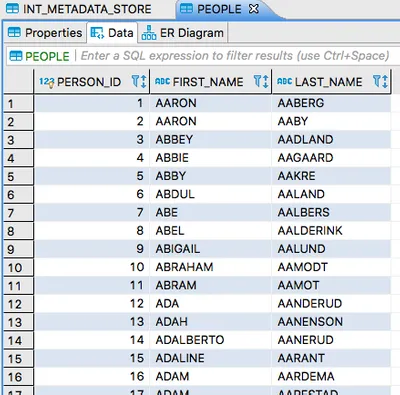 INT_METADATA_STORE PEOPLE
Properties Data ER Diagram
PEOPLE Enter a SQL expression to filter results (use Ctrl+Space)
123 PERSON_ID ABC FIRST_NAME ABC LAST_NAME
1 1 AARON AABERG
2 2 AARON AABY
3 3 ABBEY AADLAND
4 4 ABBIE AAGAARD
5 5 ABBY AAKRE
6 6 ABDUL AALAND
7 7 ABE AALBERS
8 8 ABEL AALDERINK
9 9 ABIGAIL AALUND
10 10 ABRAHAM AAMODT
11 11 ABRAM AAMOT
12 12 ADA AANDERUD
13 13 ADAH AANENSON
14 14 ADALBERTO AANERUD
15 15 ADALINE AARANT
16 16 ADAM AARDEMA
17 17 ADAM AARESTAD